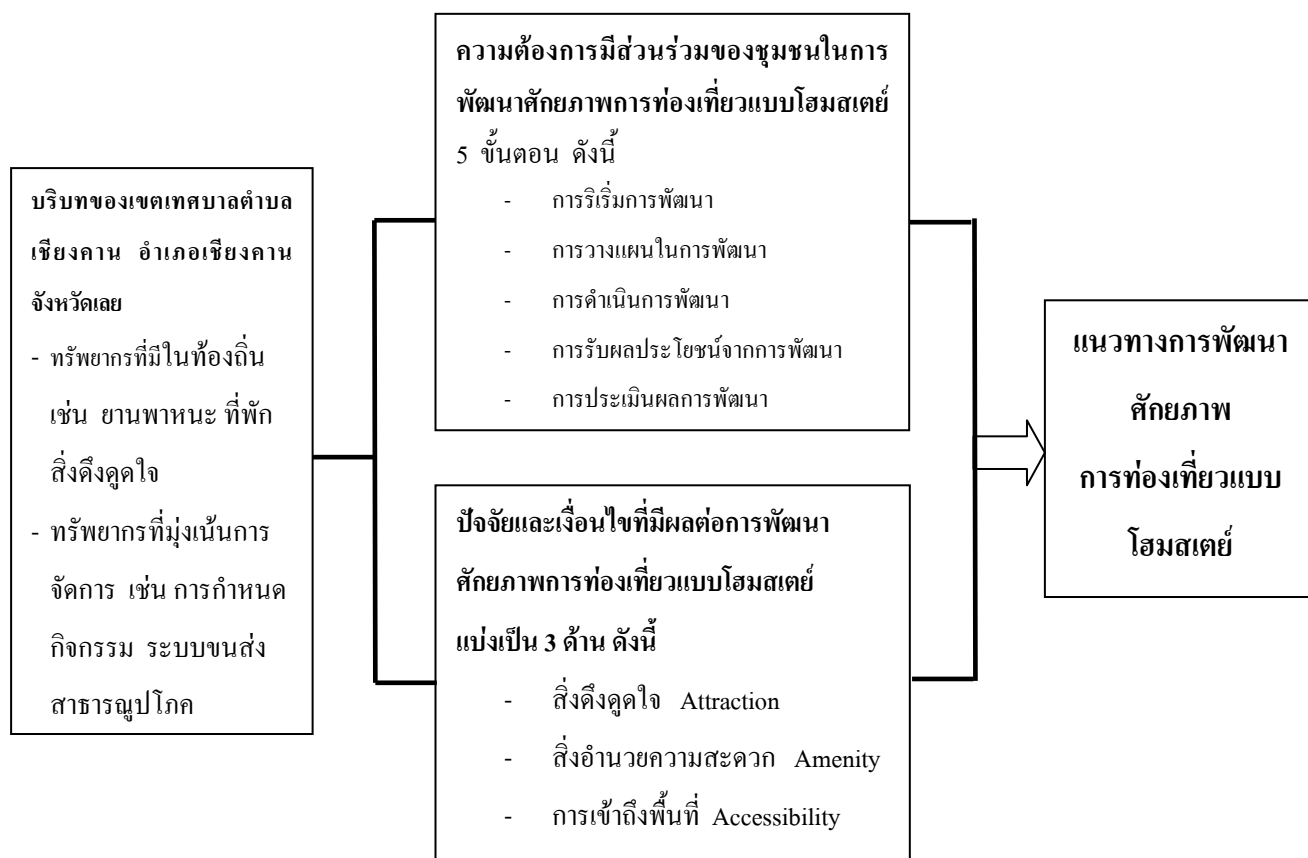 บริบทของเขตเทศบาลตำบล
เชียงคาน อำเภอเชียงคาน
จังหวัดเลย
- ทรัพยากรที่มีในท้องถิ่น
เช่น ยานพาหนะ ที่พัก
สิ่งดึงดูดใจ
- ทรัพยากรที่มุ่งเน้นการ
จัดการ เช่น การกำหนด
กิจกรรม ระบบขนส่ง
สาธารณูปโภค
ความต้องการมีส่วนร่วมของชุมชนในการ
พัฒนาศักยภาพการท่องเที่ยวแบบโฮมสเตย์
5 ขั้นตอน ดังนี้
- การริเริ่มการพัฒนา
- การวางแผนในการพัฒนา
- การดำเนินการพัฒนา
- การรับผลประโยชน์จากการพัฒนา
- การประเมินผลการพัฒนา
ปัจจัยและเงื่อนไขที่มีผลต่อการพัฒนา
ศักยภาพการท่องเที่ยวแบบโฮมสเตย์
แบ่งเป็น 3 ด้าน ดังนี้
- สิ่งดึงดูดใจ Attraction
- สิ่งอำนวยความสะดวก Amenity
- การเข้าถึงพื้นที่ Accessibility
แนวทางการพัฒนา
ศักยภาพ
การท่องเที่ยวแบบ
โฮมสเตย์